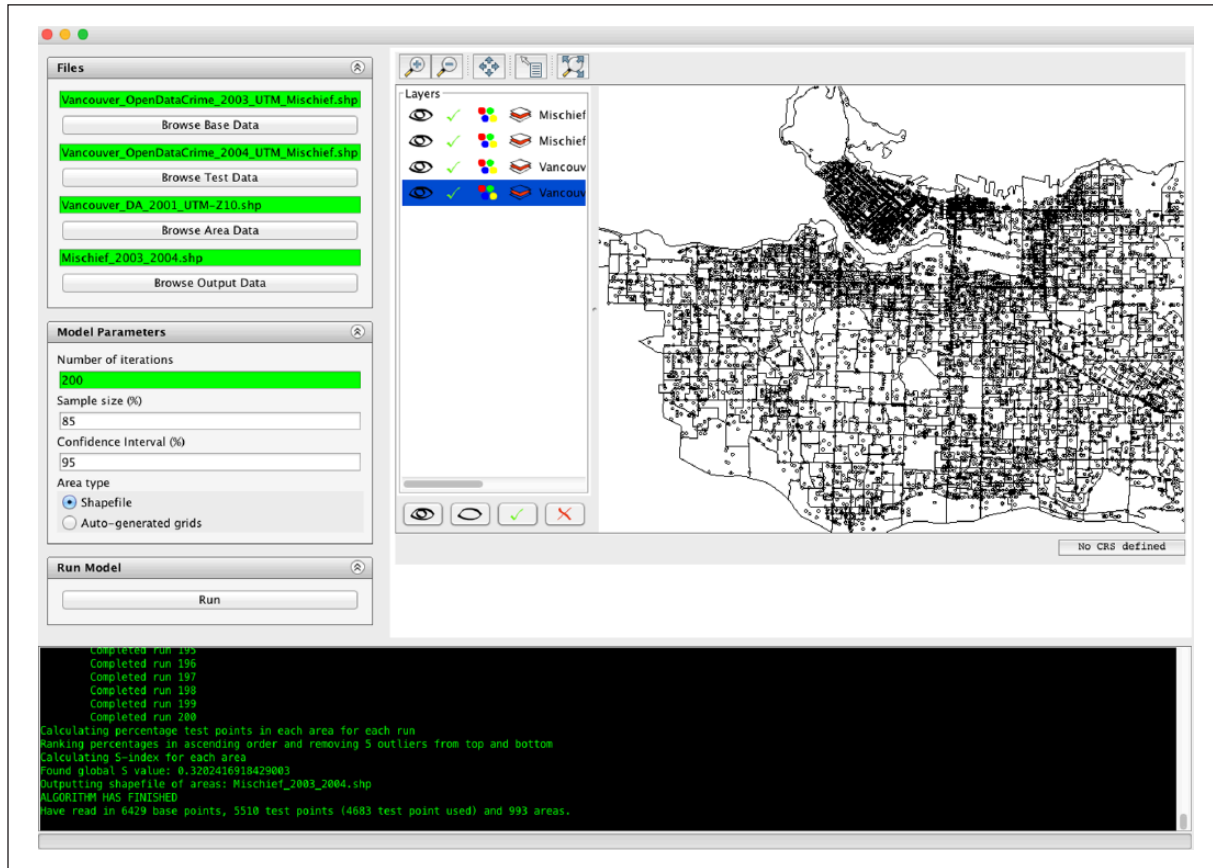 Files
Vancouver_OpenDataCrime_2003_UTM_Mischief.shp
Browse Base Data
Vancouver_OpenDataCrime_2004_UTM_Mischief.shp
Browse Test Data
Vancouver_DA_2001_UTM-Z10.shp
Browse Area Data
Mischief_2003_2004.shp
Browse Output Data
Model Parameters
Number of iterations
200
Sample size (%)
85
Confidence Interval (%)
95
Area type
Shapefile
Auto-generated grids
Run Model
Run
Layers
Mischief
Mischief
Vancouv
Vancouv
No CRS defined
Completed run 195
Completed run 196
Completed run 197
Completed run 198
Completed run 199
Completed run 200
Calculating percentage test points in each area for each run
Ranking percentages in ascending order and removing 5 outliers from top and bottom
Calculating S-index for each area
Found global S value: 0.3202416918429003
Outputting shapefile of areas: Mischief_2003_2004.shp
ALGORITHM HAS FINISHED
Have read in 6429 base points, 5510 test points (4683 test point used) and 993 areas.